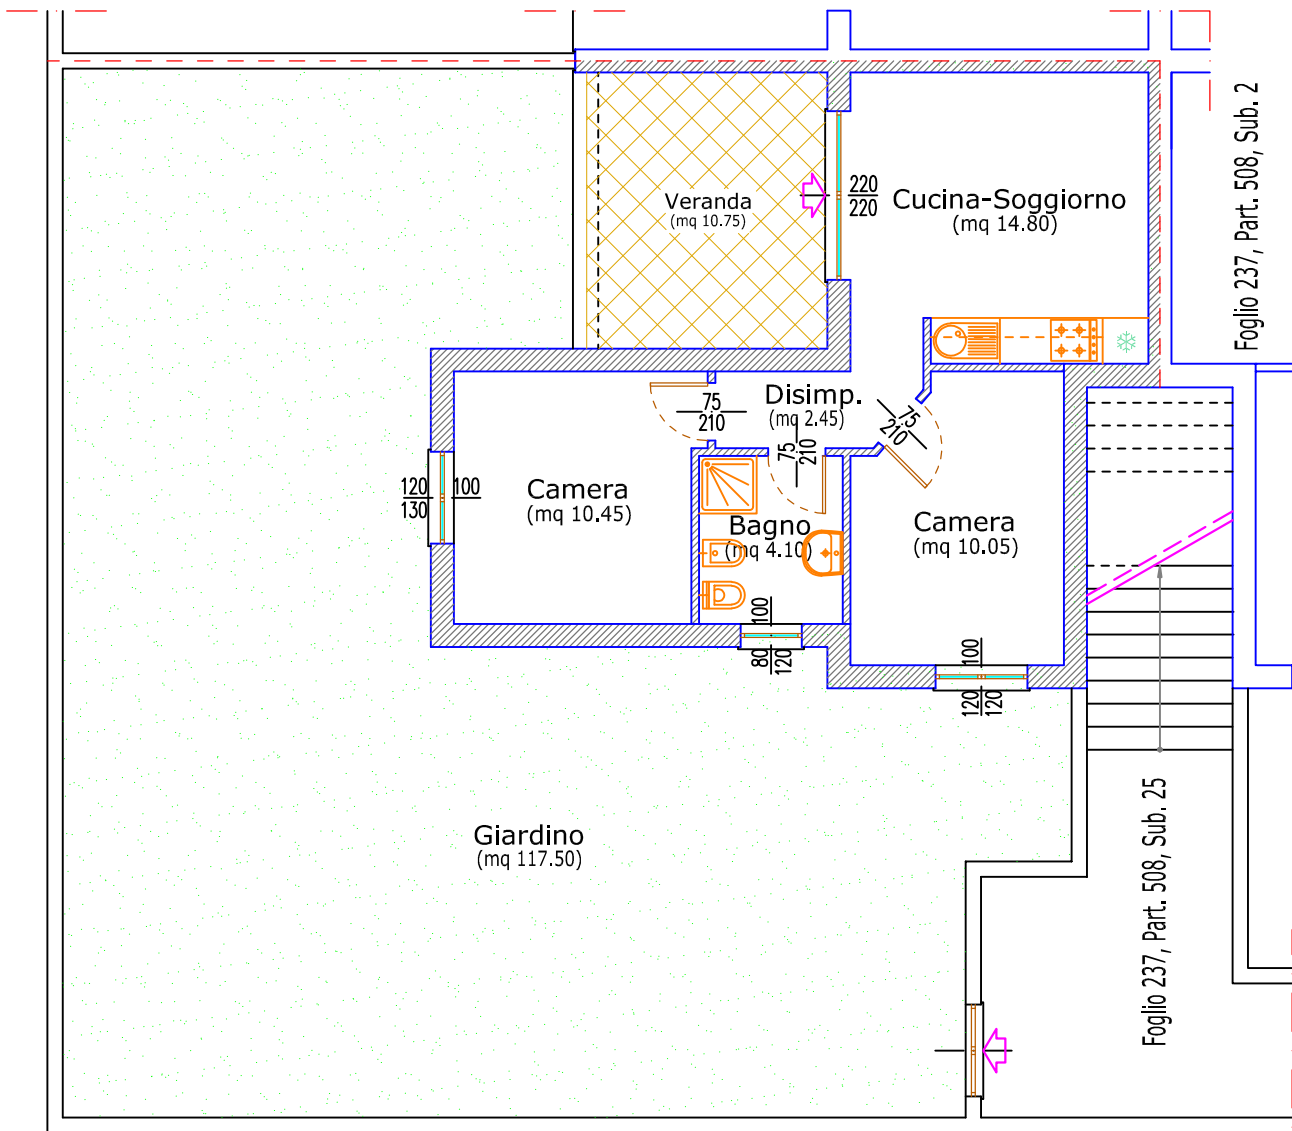 Foglio 237, Part. 508, Sub. 2
Veranda
(mq 10.75)
220
220
Cucina-Soggiorno
(mq 14.80)
75
210
Disimp.
(mq 2.45)
75
210
75
210
120
130
100
Camera
(mq 10.45)
Bagno
(mq 4.10)
Camera
(mq 10.05)
100
80
120
100
120
120
Giardino
(mq 117.50)
Foglio 237, Part. 508, Sub. 25